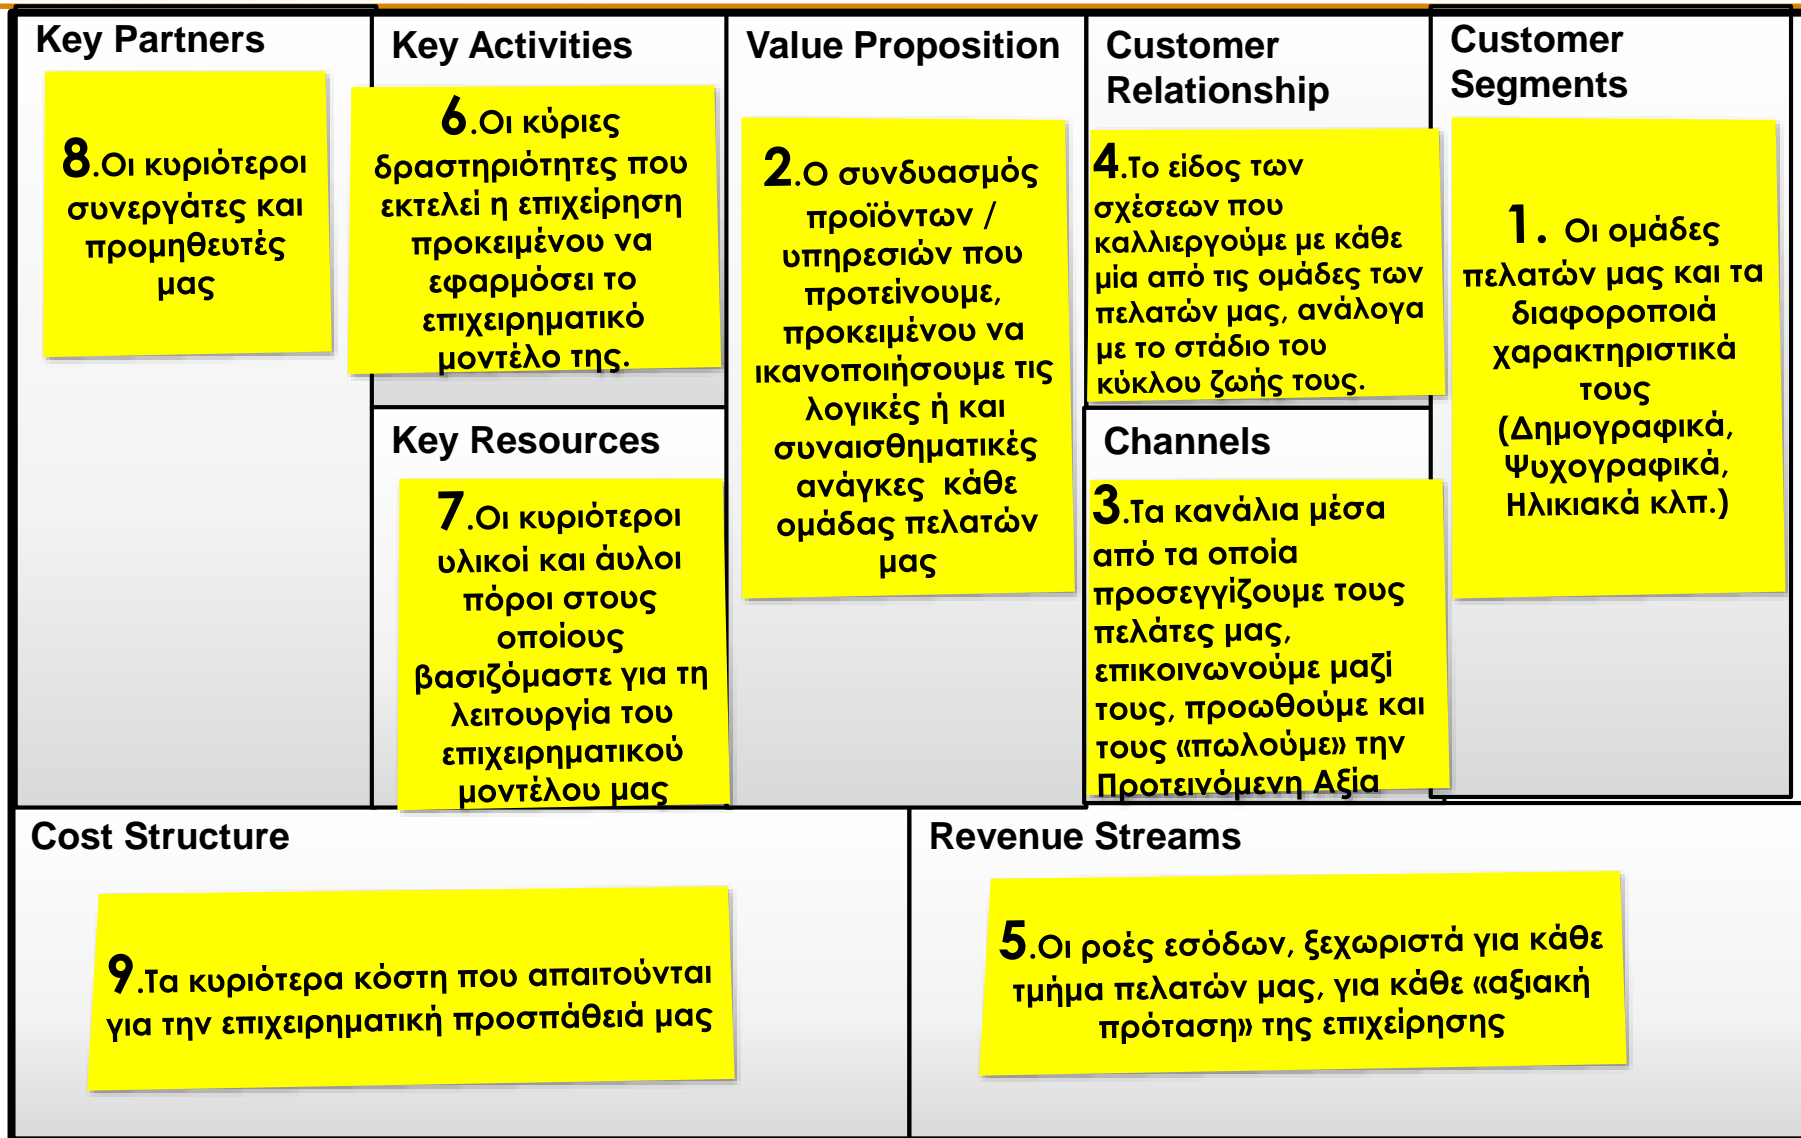 Key Partners
8.Οι κυριότεροι
συνεργάτες και
προμηθευτές
μας
Key Activities
6.Οι κύριες
δραστηριότητες που
εκτελεί η επιχείρηση
προκειμένου να
εφαρμόσει το
επιχειρηματικό
μοντέλο της.
Key Resources
7.Οι κυριότεροι
υλικοί και άυλοι
πόροι στους
οποίους
βασιζόμαστε για τη
λειτουργία του
επιχειρηματικού
μοντέλου μας
Value Proposition
2.Ο συνδυασμός
προϊόντων /
υπηρεσιών που
προτείνουμε,
προκειμένου να
ικανοποιήσουμε τις
λογικές ή και
συναισθηματικές
ανάγκες κάθε
ομάδας πελατών
μας
Customer
Relationship
4.Το είδος των
σχέσεων που
καλλιεργούμε με κάθε
μία από τις ομάδες των
πελατών μας, ανάλογα
με το στάδιο του
κύκλου ζωής τους.
Channels
3.Τα κανάλια μέσα
από τα οποία
προσεγγίζουμε τους
πελάτες μας,
επικοινωνούμε μαζί
τους, προωθούμε και
τους «πωλούμε» την
Προτεινόμενη Αξία
Customer
Segments
1. Οι ομάδες
πελατών μας και τα
διαφοροποιά
χαρακτηριστικά
τους
(Δημογραφικά,
Ψυχογραφικά,
Ηλικιακά κλπ.)
Cost Structure
9.Τα κυριότερα κόστη που απαιτούνται
για την επιχειρηματική προσπάθειά μας
Revenue Streams
5.Οι ροές εσόδων, ξεχωριστά για κάθε
τμήμα πελατών μας, για κάθε «αξιακή
πρόταση» της επιχείρησης